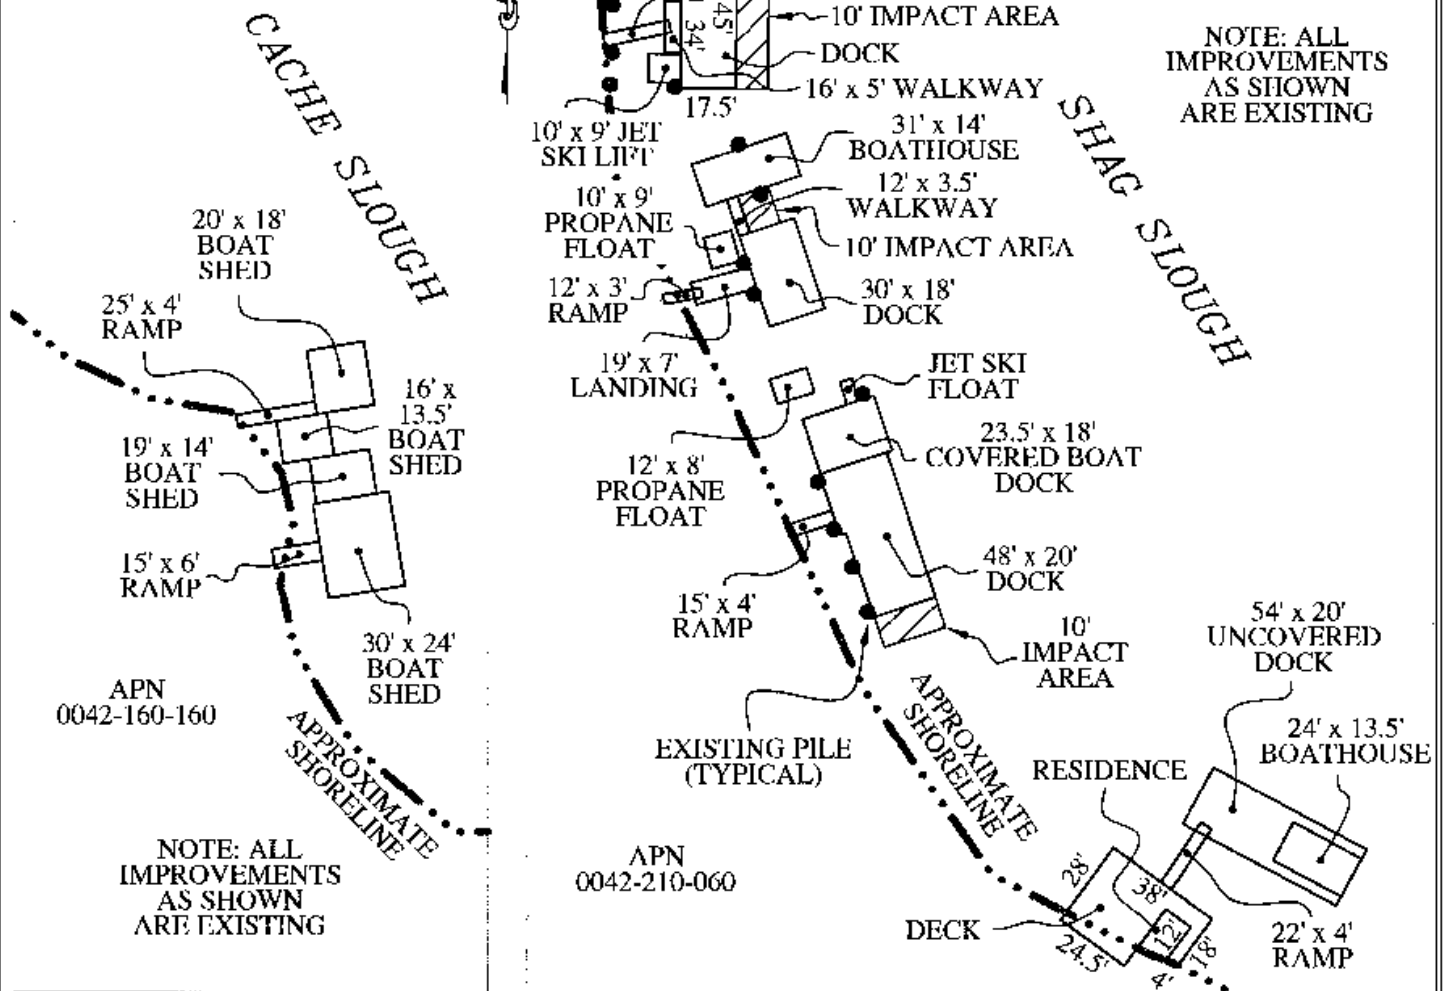 CACHE SLOUGH
20' x 18'
BOAT
SHED
25' x 4'
RAMP
16' x
13.5'
BOAT
SHED
19' x 14'
BOAT
SHED
15' x 6'
RAMP
30' x 24'
BOAT
SHED
APN
0042-160-160
APPROXIMATE
SHORELINE
NOTE: ALL
IMPROVEMENTS
AS SHOWN
ARE EXISTING
45'
34'
10' IMPACT AREA
DOCK
16' x 5' WALKWAY
17.5'
10' x 9' JET
SKI LIFT
31' x 14'
BOATHOUSE
12' x 3.5'
WALKWAY
10' x 9'
PROPANE
FLOAT
10' IMPACT AREA
12' x 3'
RAMP
30' x 18'
DOCK
19' x 7'
LANDING
JET SKI
FLOAT
23.5' x 18'
COVERED BOAT
DOCK
12' x 8'
PROPANE
FLOAT
48' x 20'
DOCK
15' x 4'
RAMP
10'
IMPACT
AREA
EXISTING PILE
(TYPICAL)
APPROXIMATE
SHORELINE
APN
0042-210-060
NOTE: ALL
IMPROVEMENTS
AS SHOWN
ARE EXISTING
SHAG SLOUGH
54' x 20'
UNCOVERED
DOCK
24' x 13.5'
BOATHOUSE
RESIDENCE
28'
38'
DECK
12'
24.5'
18'
4'
22' x 4'
RAMP